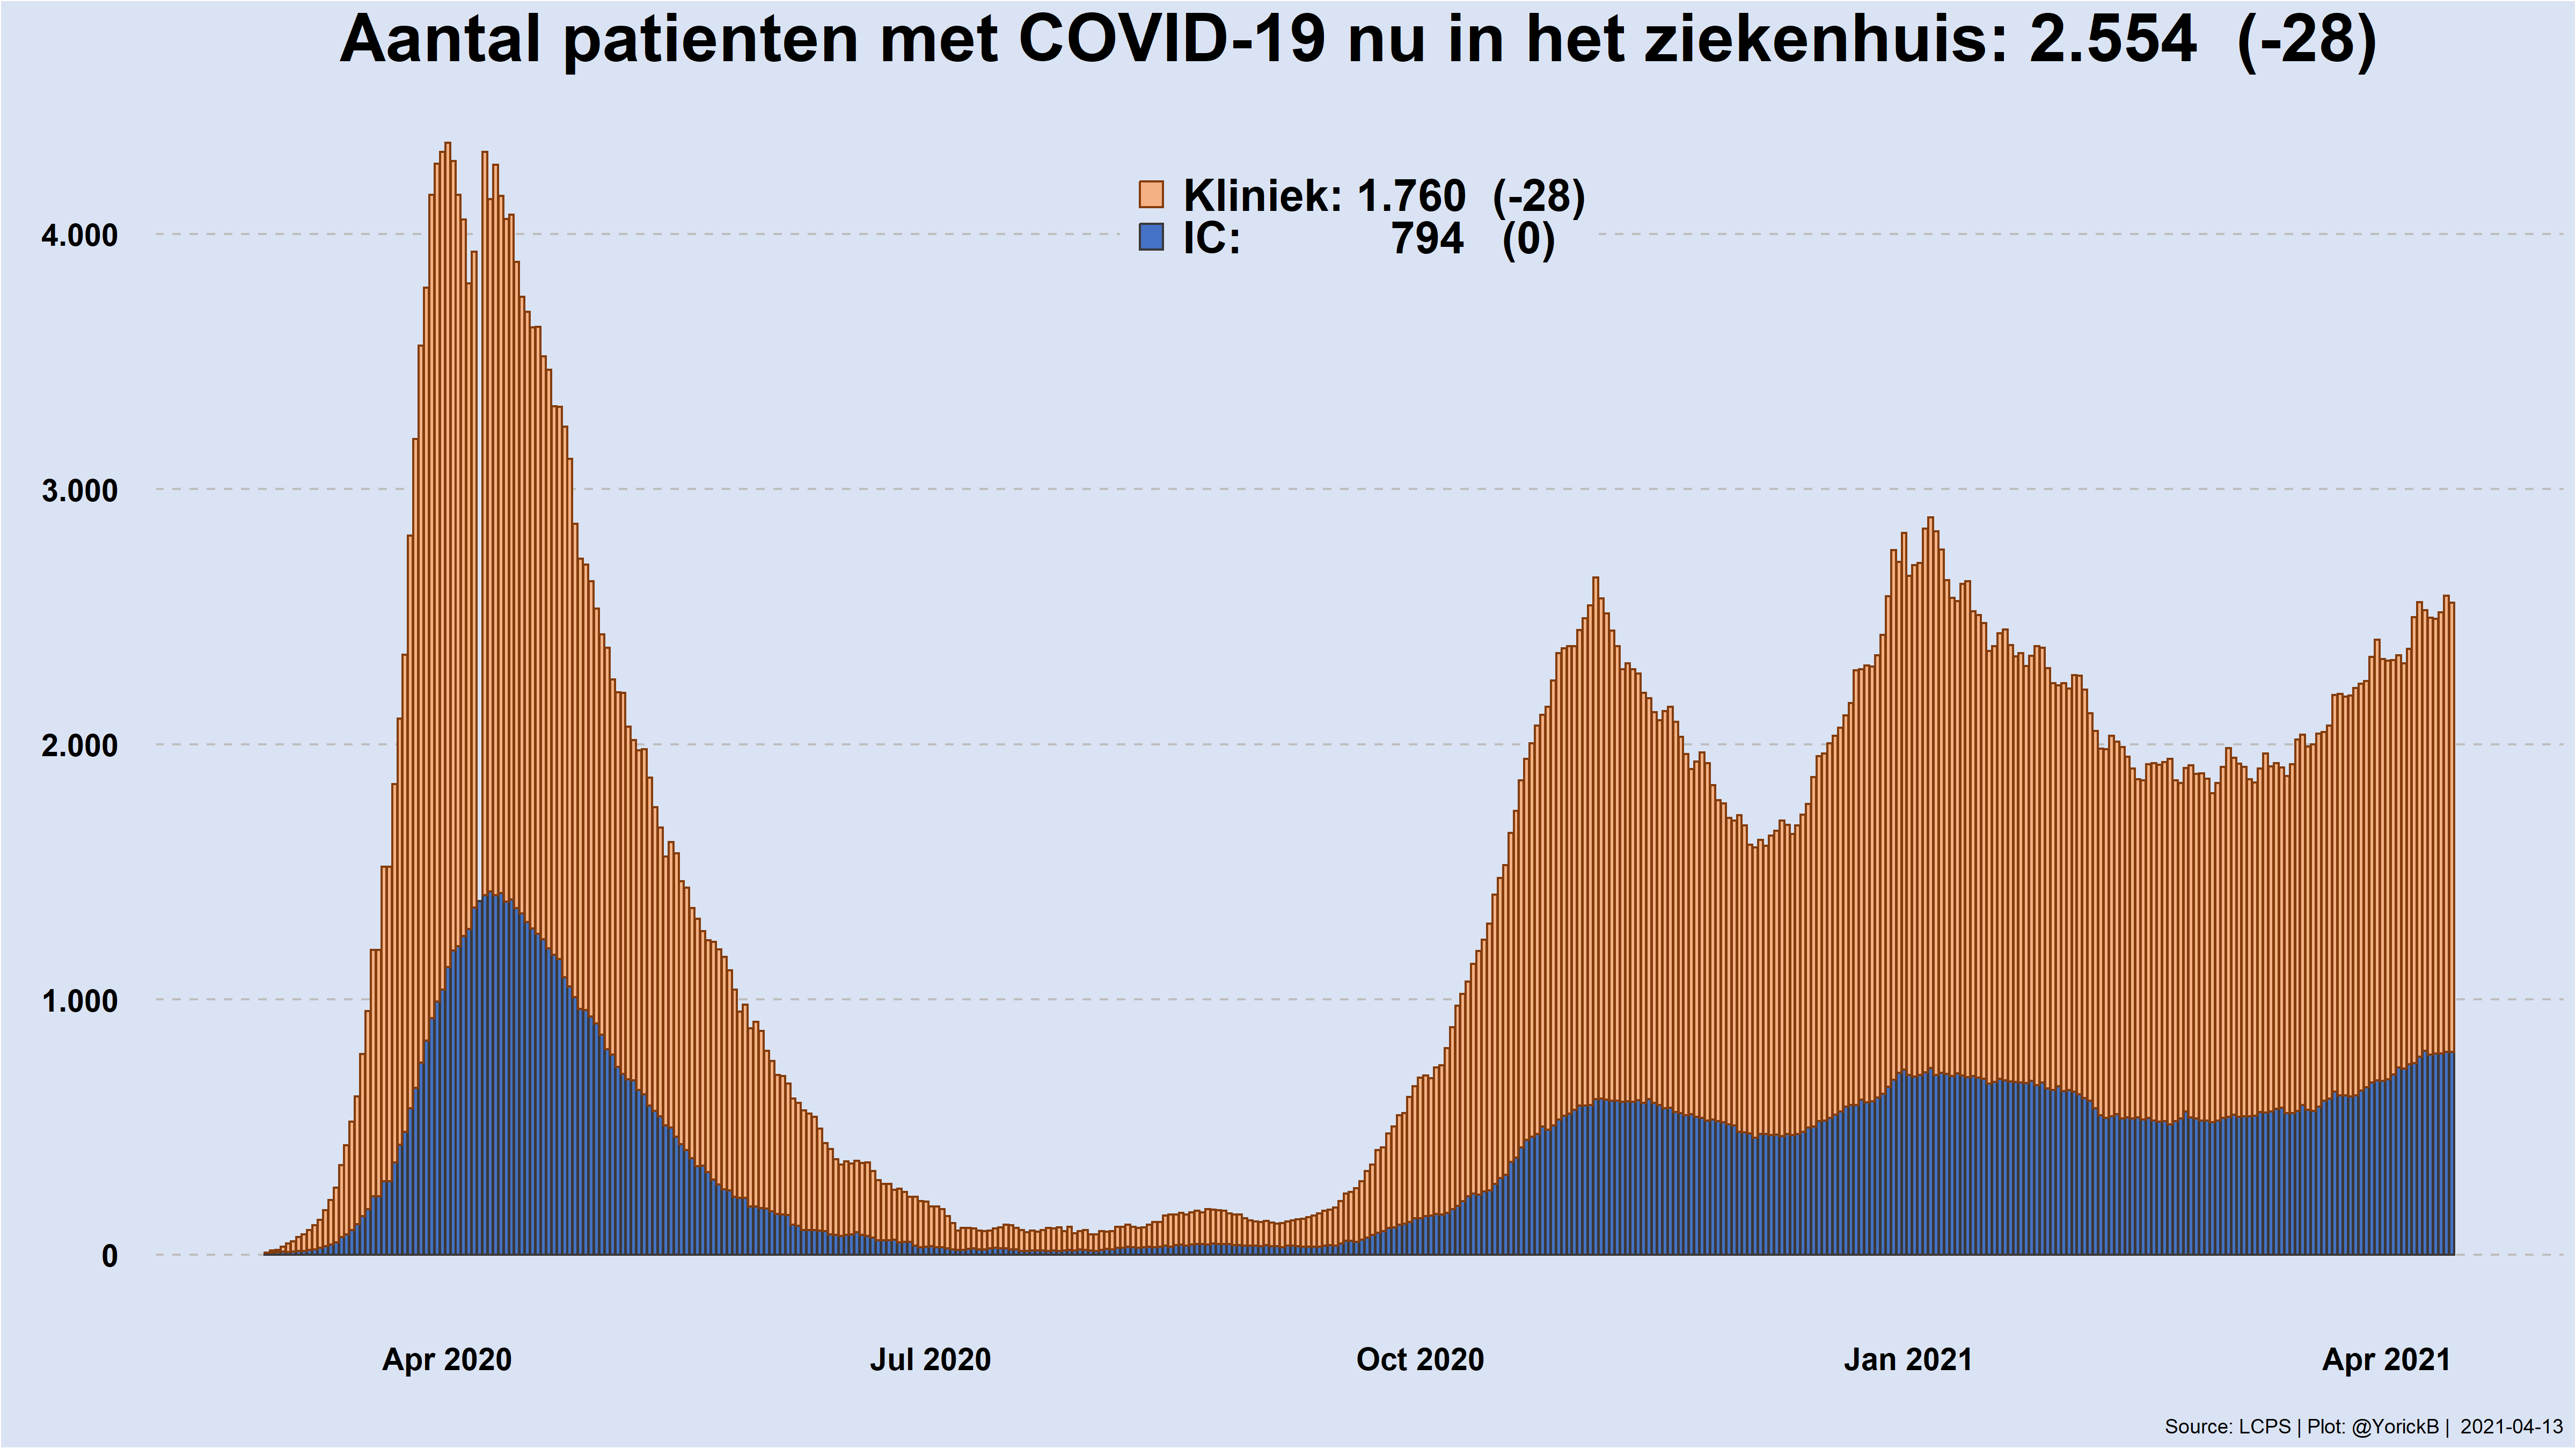 Aantal patienten met COVID-19 nu in het ziekenhuis: 2.554 (-28)
Kliniek: 1.760 (-28)
IC: 794 (0)
4.000
3.000
2.000
1.000
0
Apr 2020 Jul 2020 Oct 2020 Jan 2021 Apr 2021
Source: LCPS | Plot: @YorickB | 2021-04-13